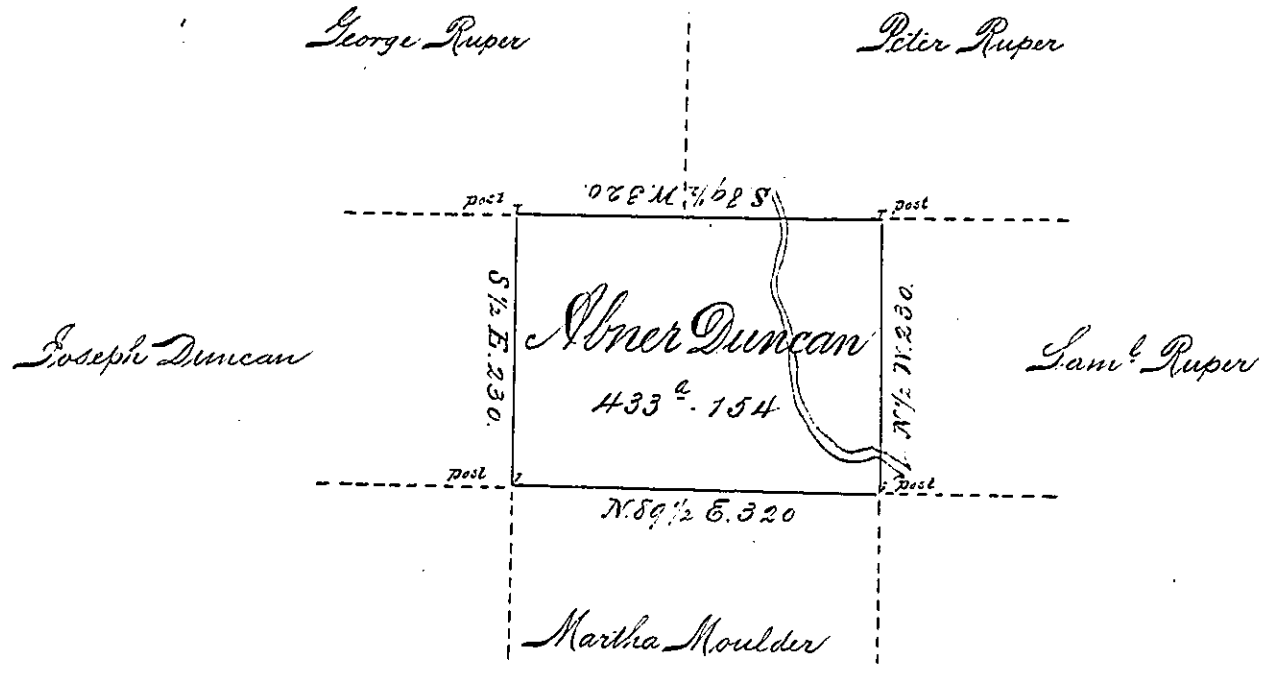 George Ruper
Peter Ruper
S. 89½ W. 320.
post
post
S ½ E. 230.
Abner Duncan
433 a. 154
N ½ W. 230.
Joseph Duncan
Saml Ruper
post
post
N. 89½ E. 320
Martha Moulder